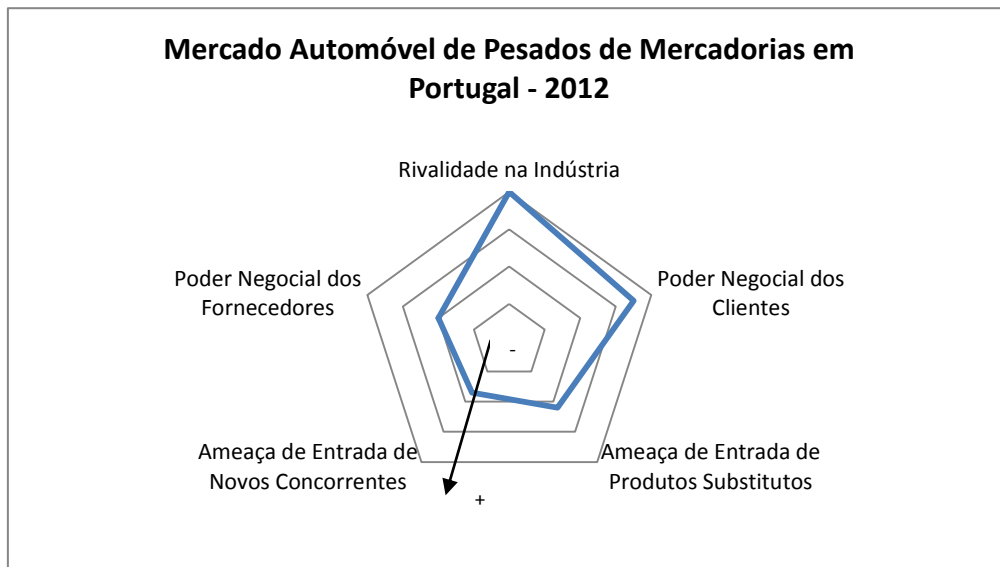 Mercado Automóvel de Pesados de Mercadorias em
Portugal - 2012
Rivalidade na Indústria
Poder Negocial dos
Fornecedores
Poder Negocial dos
Clientes
-
Ameaça de Entrada de
Novos Concorrentes
Ameaça de Entrada de
Produtos Substitutos
+